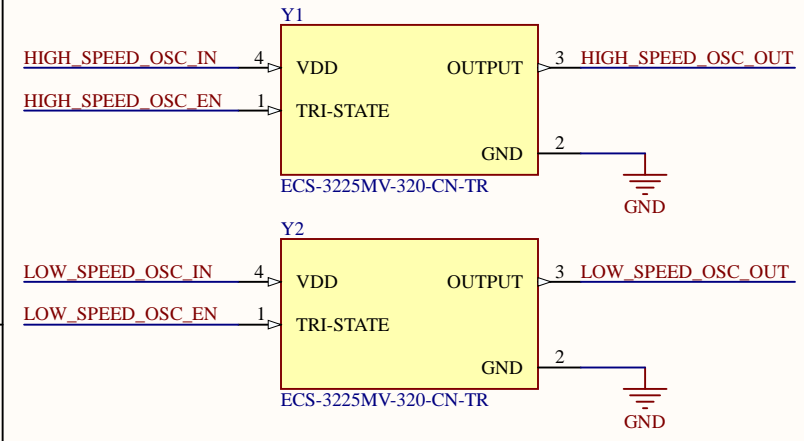 Y1
HIGH_SPEED_OSC_IN 4 VDD OUTPUT 3 HIGH_SPEED_OSC_OUT
HIGH_SPEED_OSC_EN 1 TRI-STATE
GND 2
ECS-3225MV-320-CN-TR
GND
Y2
LOW_SPEED_OSC_IN 4 VDD OUTPUT 3 LOW_SPEED_OSC_OUT
LOW_SPEED_OSC_EN 1 TRI-STATE
GND 2
ECS-3225MV-320-CN-TR
GND